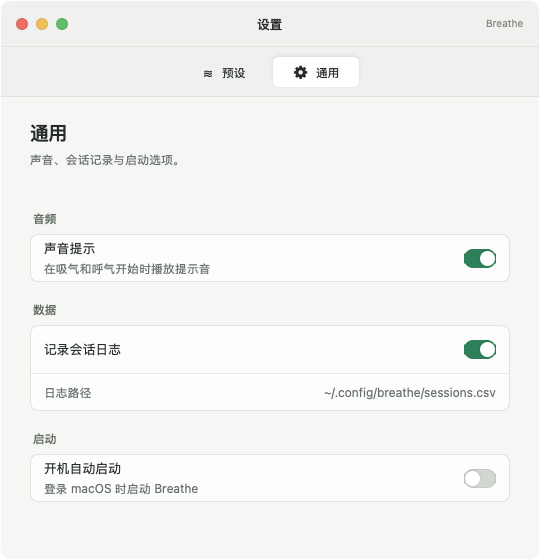 设置
Breathe
预设
通用
通用
声音、会话记录与启动选项。
音频
声音提示
在吸气和呼气开始时播放提示音
数据
记录会话日志
日志路径 ~/.config/breathe/sessions.csv
启动
开机自动启动
登录 macOS 时启动 Breathe